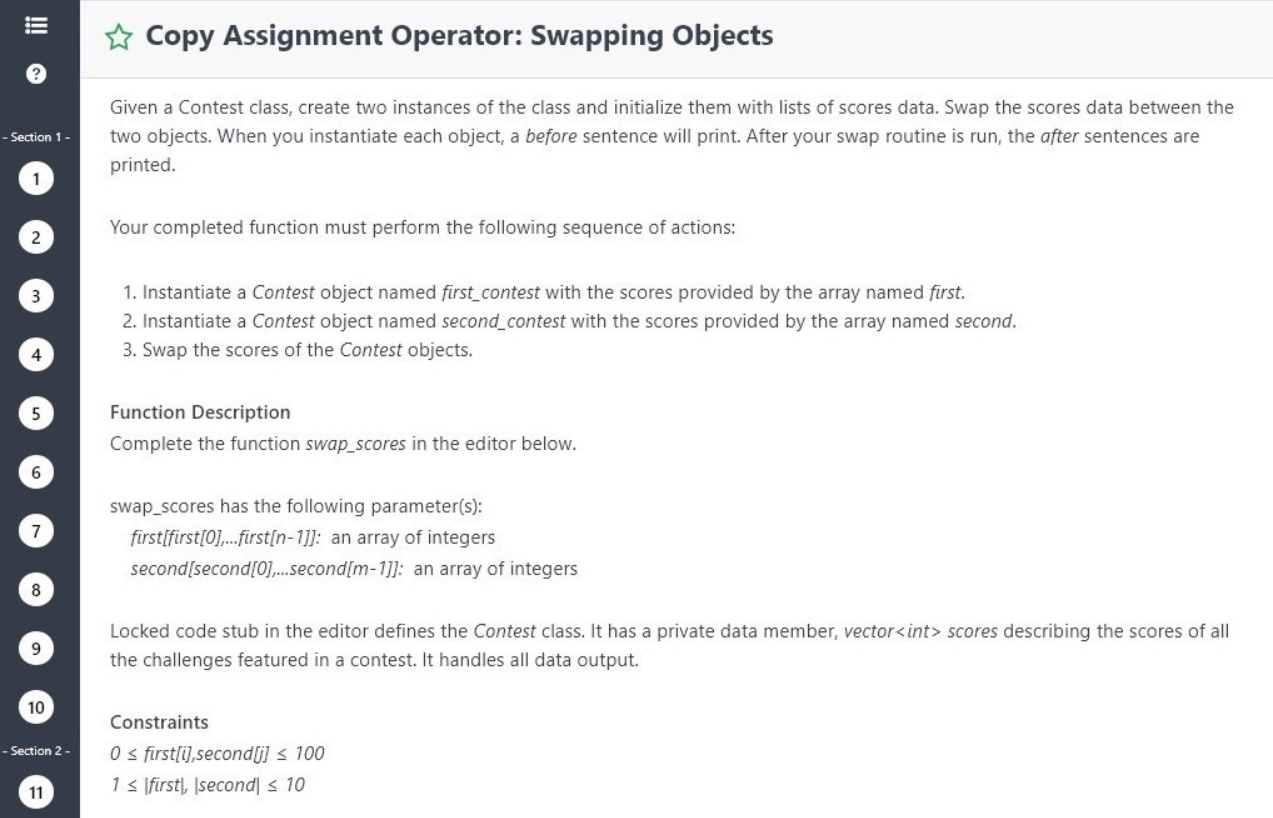 Copy Assignment Operator: Swapping Objects
?
Given a Contest class, create two instances of the class and initialize them with lists of scores data. Swap the scores data between the
two objects. When you instantiate each object, a before sentence will print. After your swap routine is run, the after sentences are
printed.
- Section 1 -
1
2
3
4
5
6
7
8
9
10
- Section 2 -
11
Your completed function must perform the following sequence of actions:
1. Instantiate a Contest object named first_contest with the scores provided by the array named first.
2. Instantiate a Contest object named second_contest with the scores provided by the array named second.
3. Swap the scores of the Contest objects.
Function Description
Complete the function swap_scores in the editor below.
swap_scores has the following parameter(s):
first[first[0],...first[n-1]]: an array of integers
second[second[0],...second[m-1]]: an array of integers
Locked code stub in the editor defines the Contest class. It has a private data member, vector<int> scores describing the scores of all
the challenges featured in a contest. It handles all data output.
Constraints
0 ≤ first[i],second[j] ≤ 100
1 ≤ |first|, |second| ≤ 10